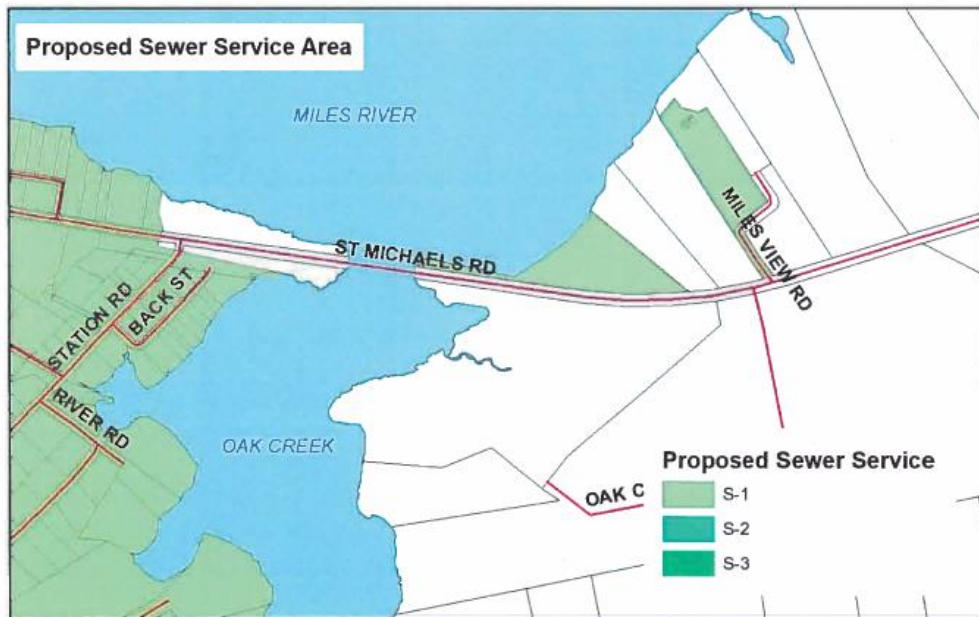 Proposed Sewer Service Area
MILES RIVER
ST MICHAELS RD
MILES VIEW RD
STATION RD
BACK ST
RIVER RD
OAK CREEK
OAK C
Proposed Sewer Service
S-1
S-2
S-3